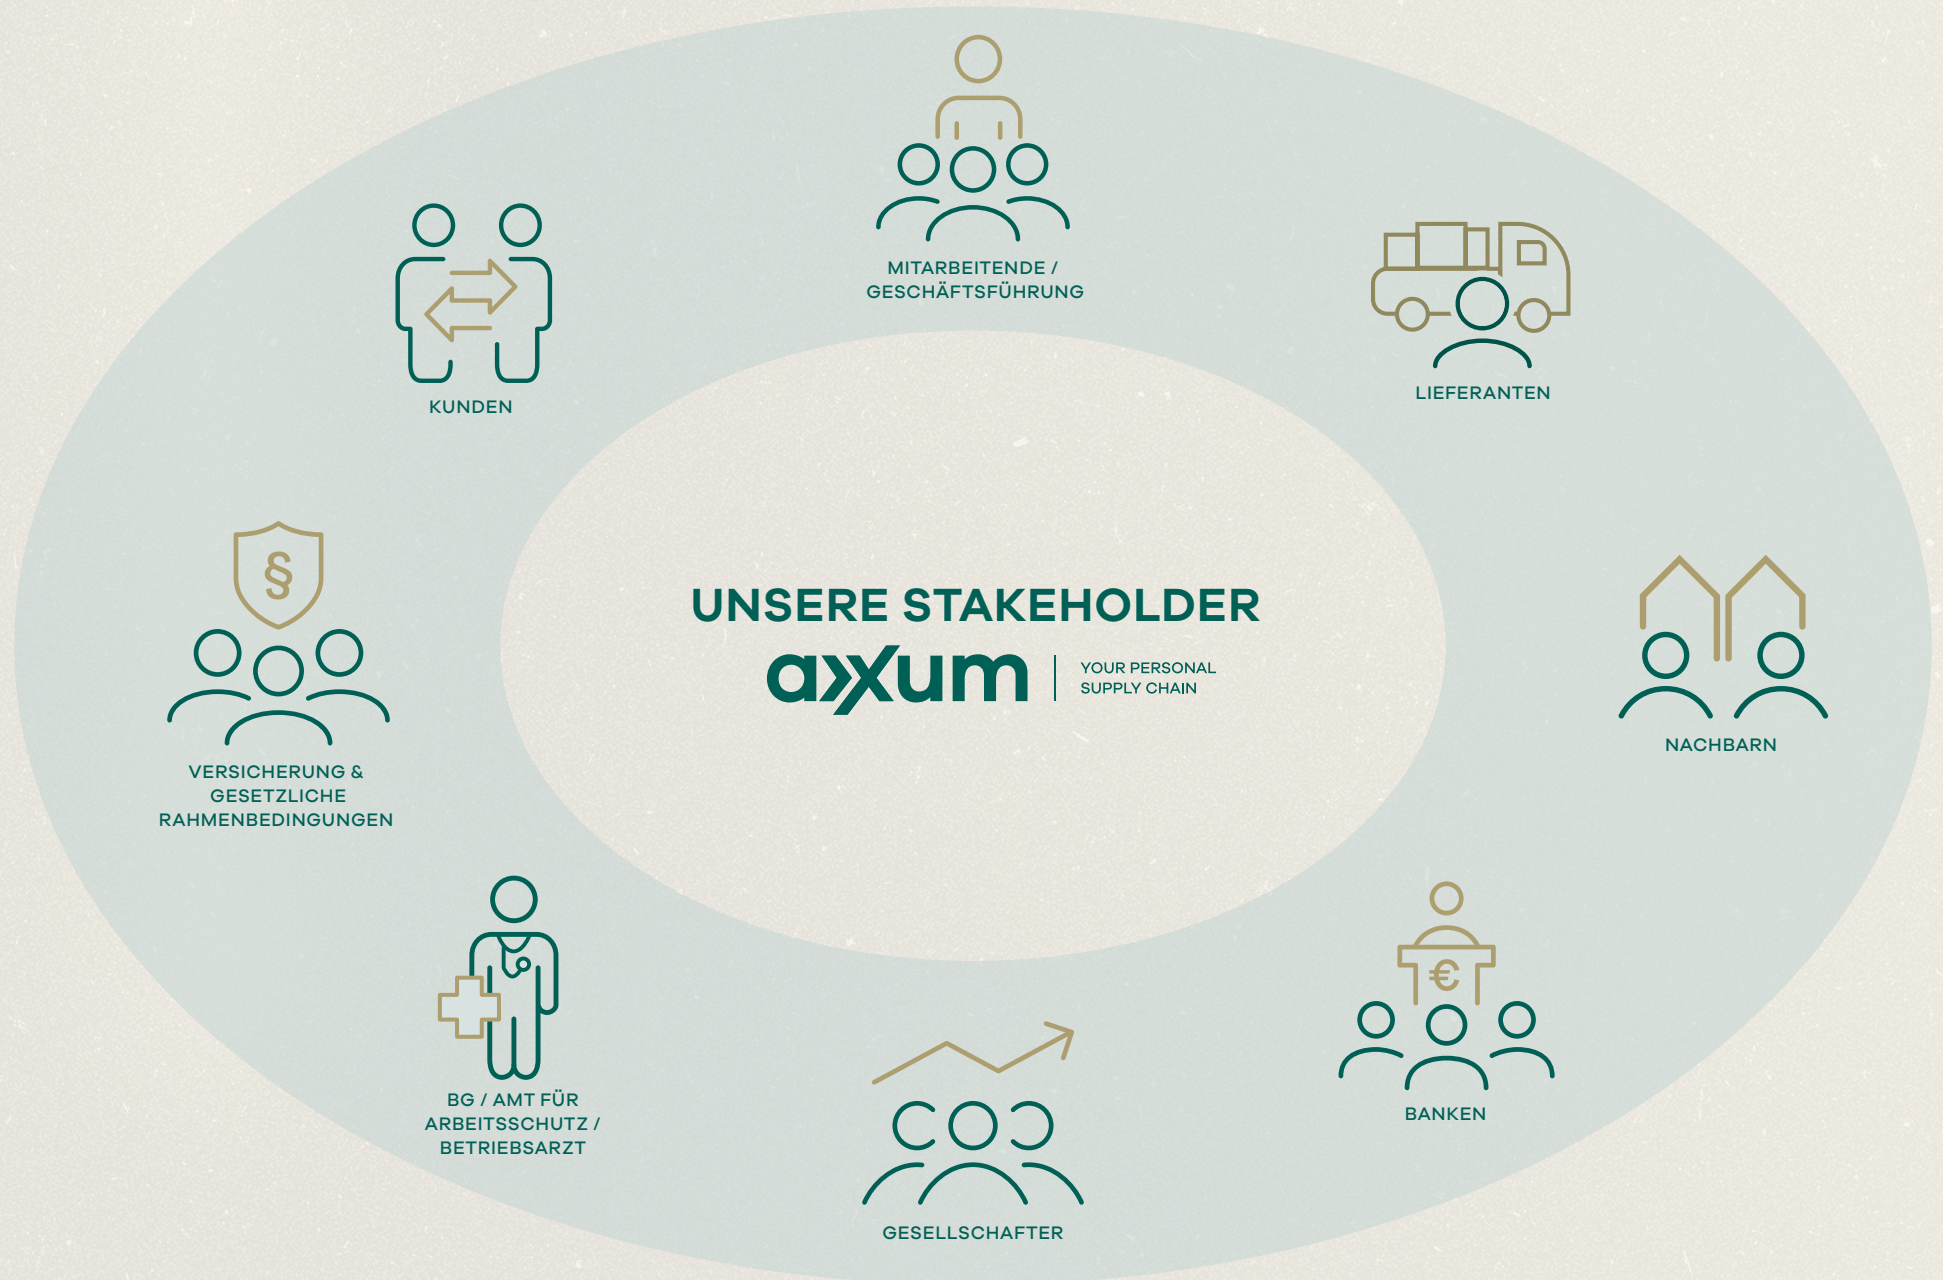 MITARBEITENDE /
GESCHÄFTSFÜHRUNG
KUNDEN
LIEFERANTEN
§
UNSERE STAKEHOLDER
axxum
YOUR PERSONAL
SUPPLY CHAIN
NACHBARN
VERSICHERUNG &
GESETZLICHE
RAHMENBEDINGUNGEN
€
BG / AMT FÜR
ARBEITSSCHUTZ /
BETRIEBSARZT
BANKEN
GESELLSCHAFTER